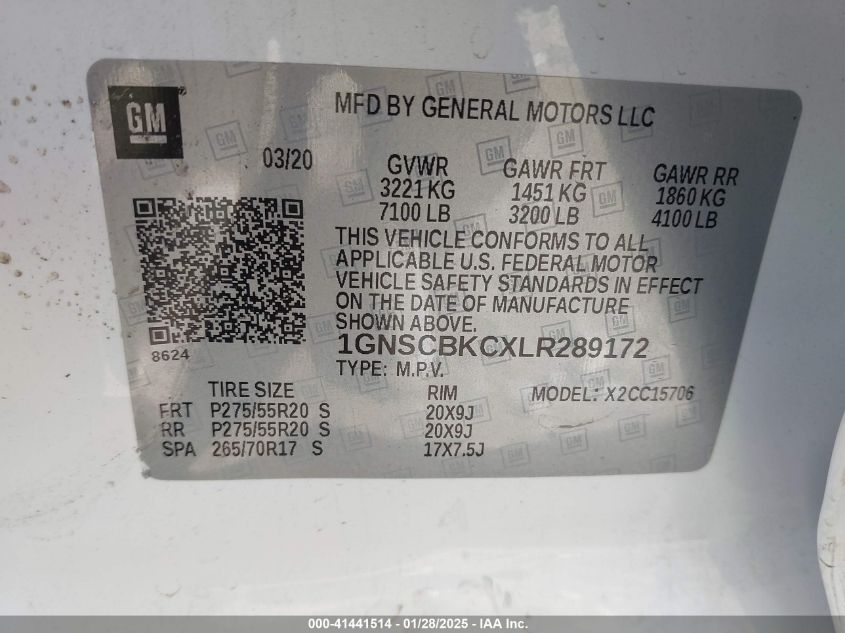 GM
MFD BY GENERAL MOTORS LLC
03/20
GVWR GAWR FRT GAWR RR
3221 KG 1451 KG 1860 KG
7100 LB 3200 LB 4100 LB
THIS VEHICLE CONFORMS TO ALL
APPLICABLE U.S. FEDERAL MOTOR
VEHICLE SAFETY STANDARDS IN EFFECT
ON THE DATE OF MANUFACTURE
SHOWN ABOVE.
8624
1GNSCBKCXLR289172
TYPE: M.P.V.
TIRE SIZE RIM MODEL: X2CC15706
FRT P275/55R20 S 20X9J
RR P275/55R20 S 20X9J
SPA 265/70R17 S 17X7.5J
000-41441514 | 01/28/2025 - © IAA Inc.